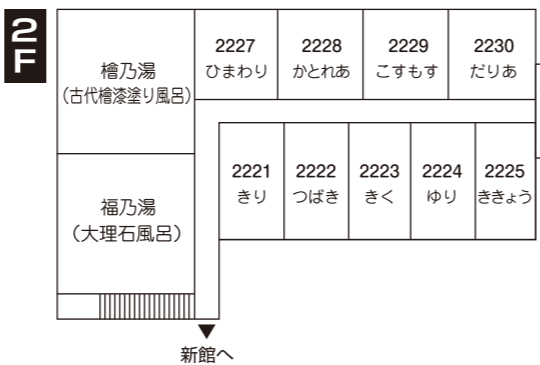 2F
檜乃湯
(古代檜漆塗り風呂)
2227
ひまわり
2228
かとれあ
2229
こすもす
2230
だりあ
福乃湯
(大理石風呂)
2221
きり
2222
つばき
2223
きく
2224
ゆり
2225
ききょう
▼
新館へ